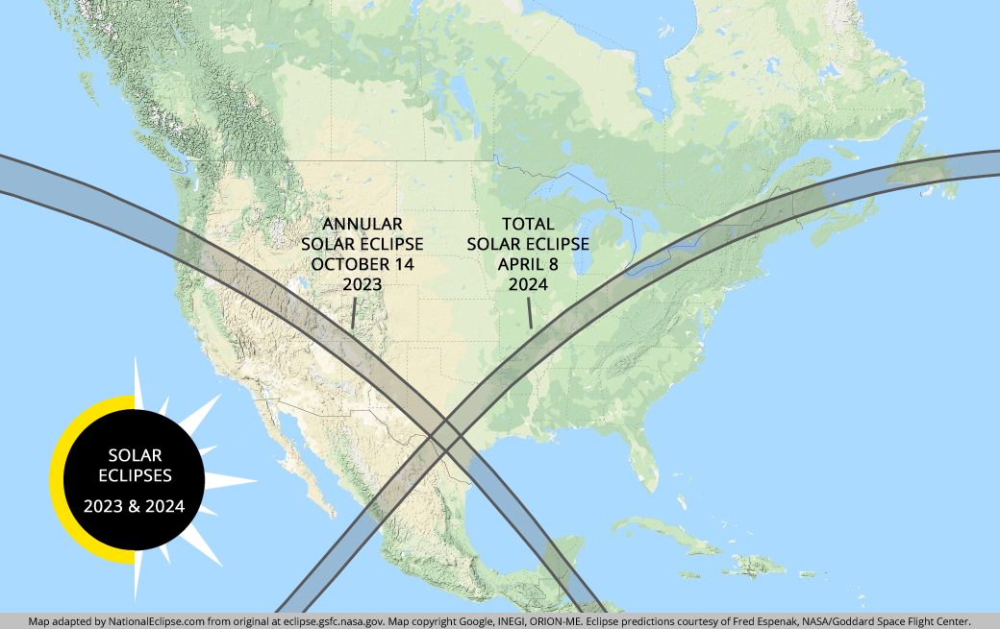 ANNULAR
SOLAR ECLIPSE
OCTOBER 14
2023
TOTAL
SOLAR ECLIPSE
APRIL 8
2024
SOLAR
ECLIPSES
2023 & 2024
Map adapted by NationalEclipse.com from original at eclipse.gsfc.nasa.gov. Map copyright Google, INEGI, ORION-ME. Eclipse predictions courtesy of Fred Espenak, NASA/Goddard Space Flight Center.